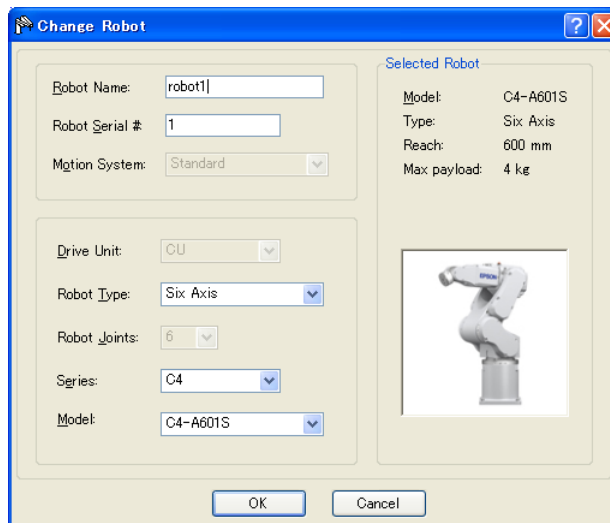 Change Robot
Robot Name: robot1
Robot Serial #: 1
Motion System: Standard
Drive Unit: CU
Robot Type: Six Axis
Robot Joints: 6
Series: C4
Model: C4-A601S
Selected Robot
Model: C4-A601S
Type: Six Axis
Reach: 600 mm
Max payload: 4 kg
EPSON
OK Cancel